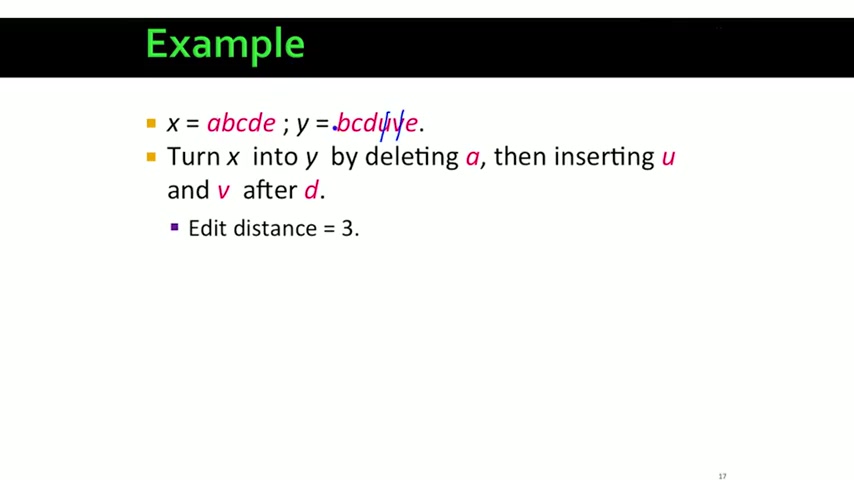 Example
x = abcde ; y = bcduve.
Turn x into y by deleting a, then inserting u
and v after d.
Edit distance = 3.
17